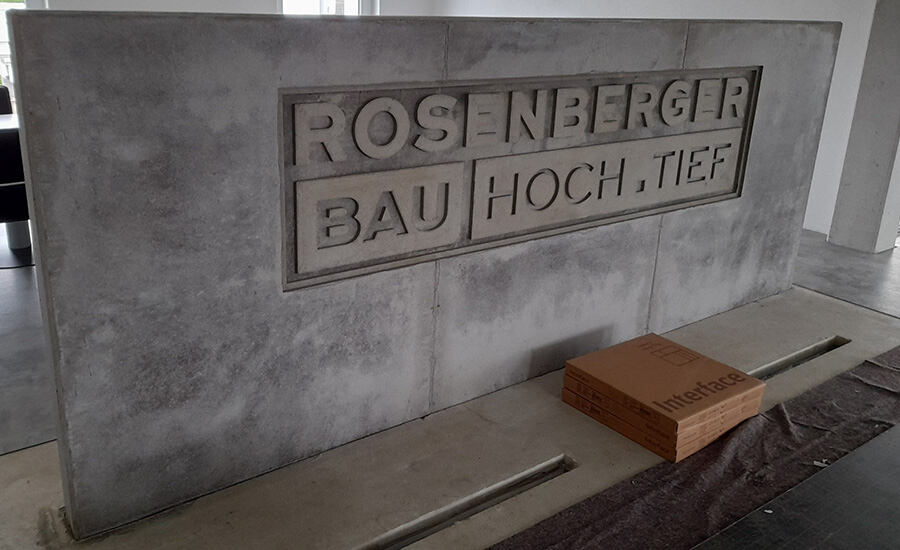 ROSENBERGER
BAU HOCH . TIEF
Interface